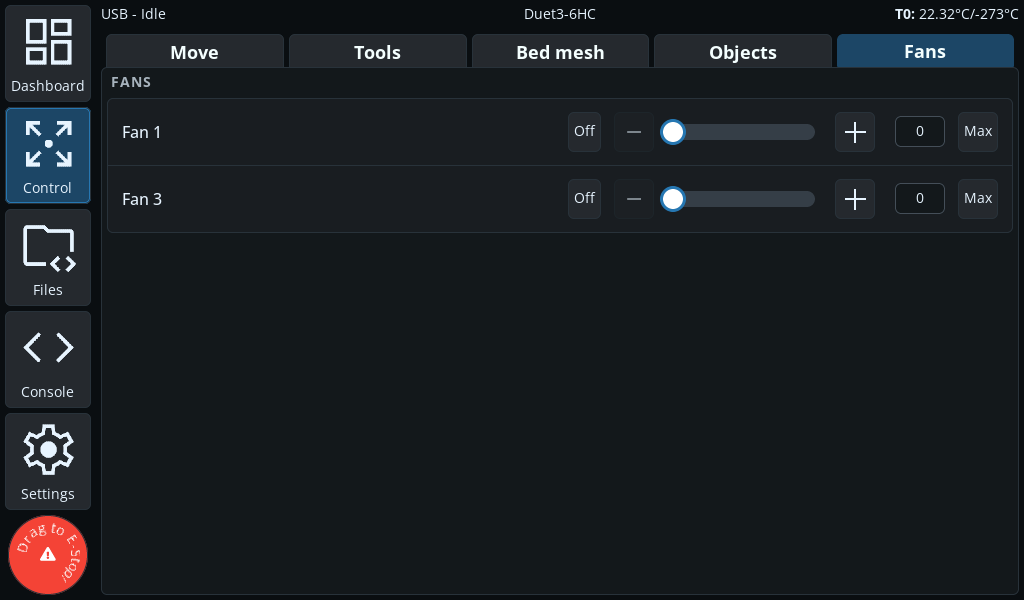 USB - Idle
Duet3-6HC
T0: 22.32°C/-273°C
Dashboard
Control
Files
Console
Settings
Drag to E-Stop!
Move
Tools
Bed mesh
Objects
Fans
FANS
Fan 1
Off
0
Max
Fan 3
Off
0
Max